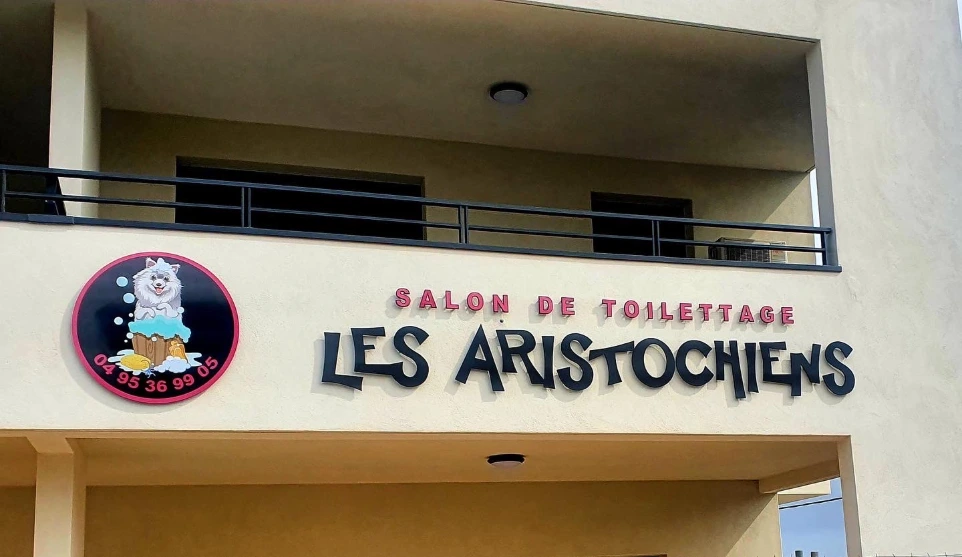 SALON DE TOILETTAGE
LES ARISTOCHIENS
04 95 36 99 05